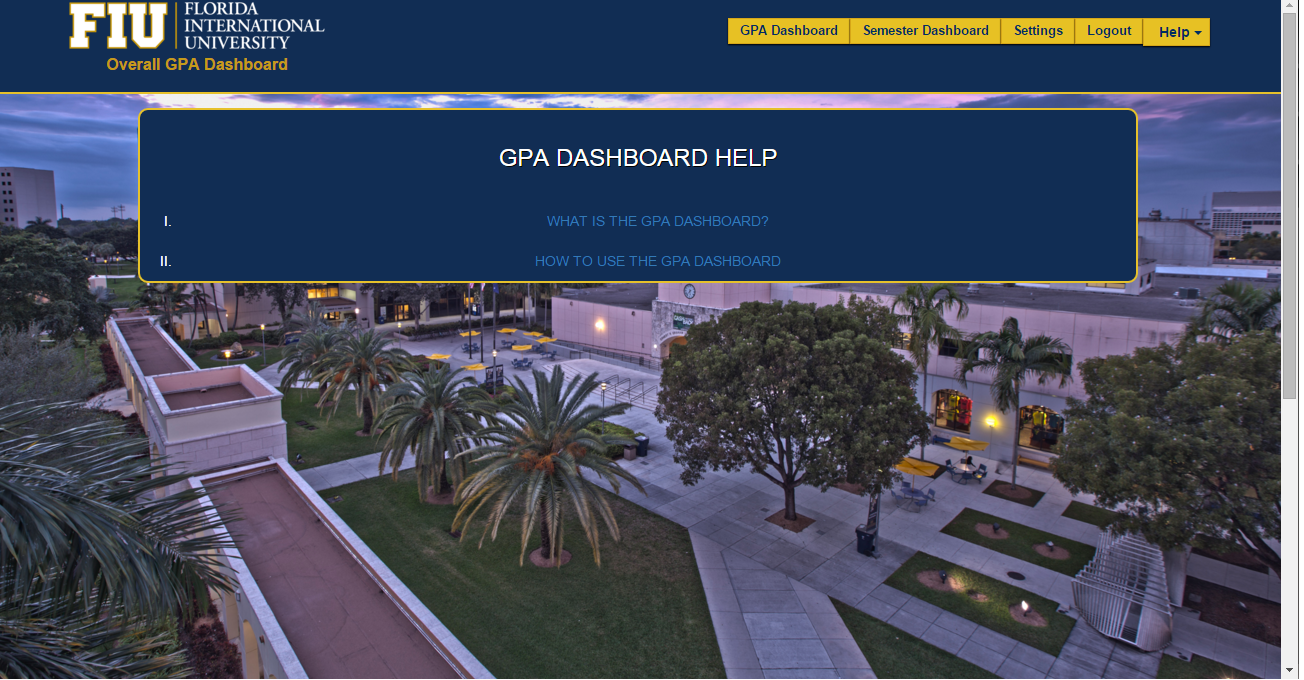 FIU FLORIDA
INTERNATIONAL
UNIVERSITY
Overall GPA Dashboard
GPA Dashboard Semester Dashboard Settings Logout Help
GPA DASHBOARD HELP
I. WHAT IS THE GPA DASHBOARD?
II. HOW TO USE THE GPA DASHBOARD